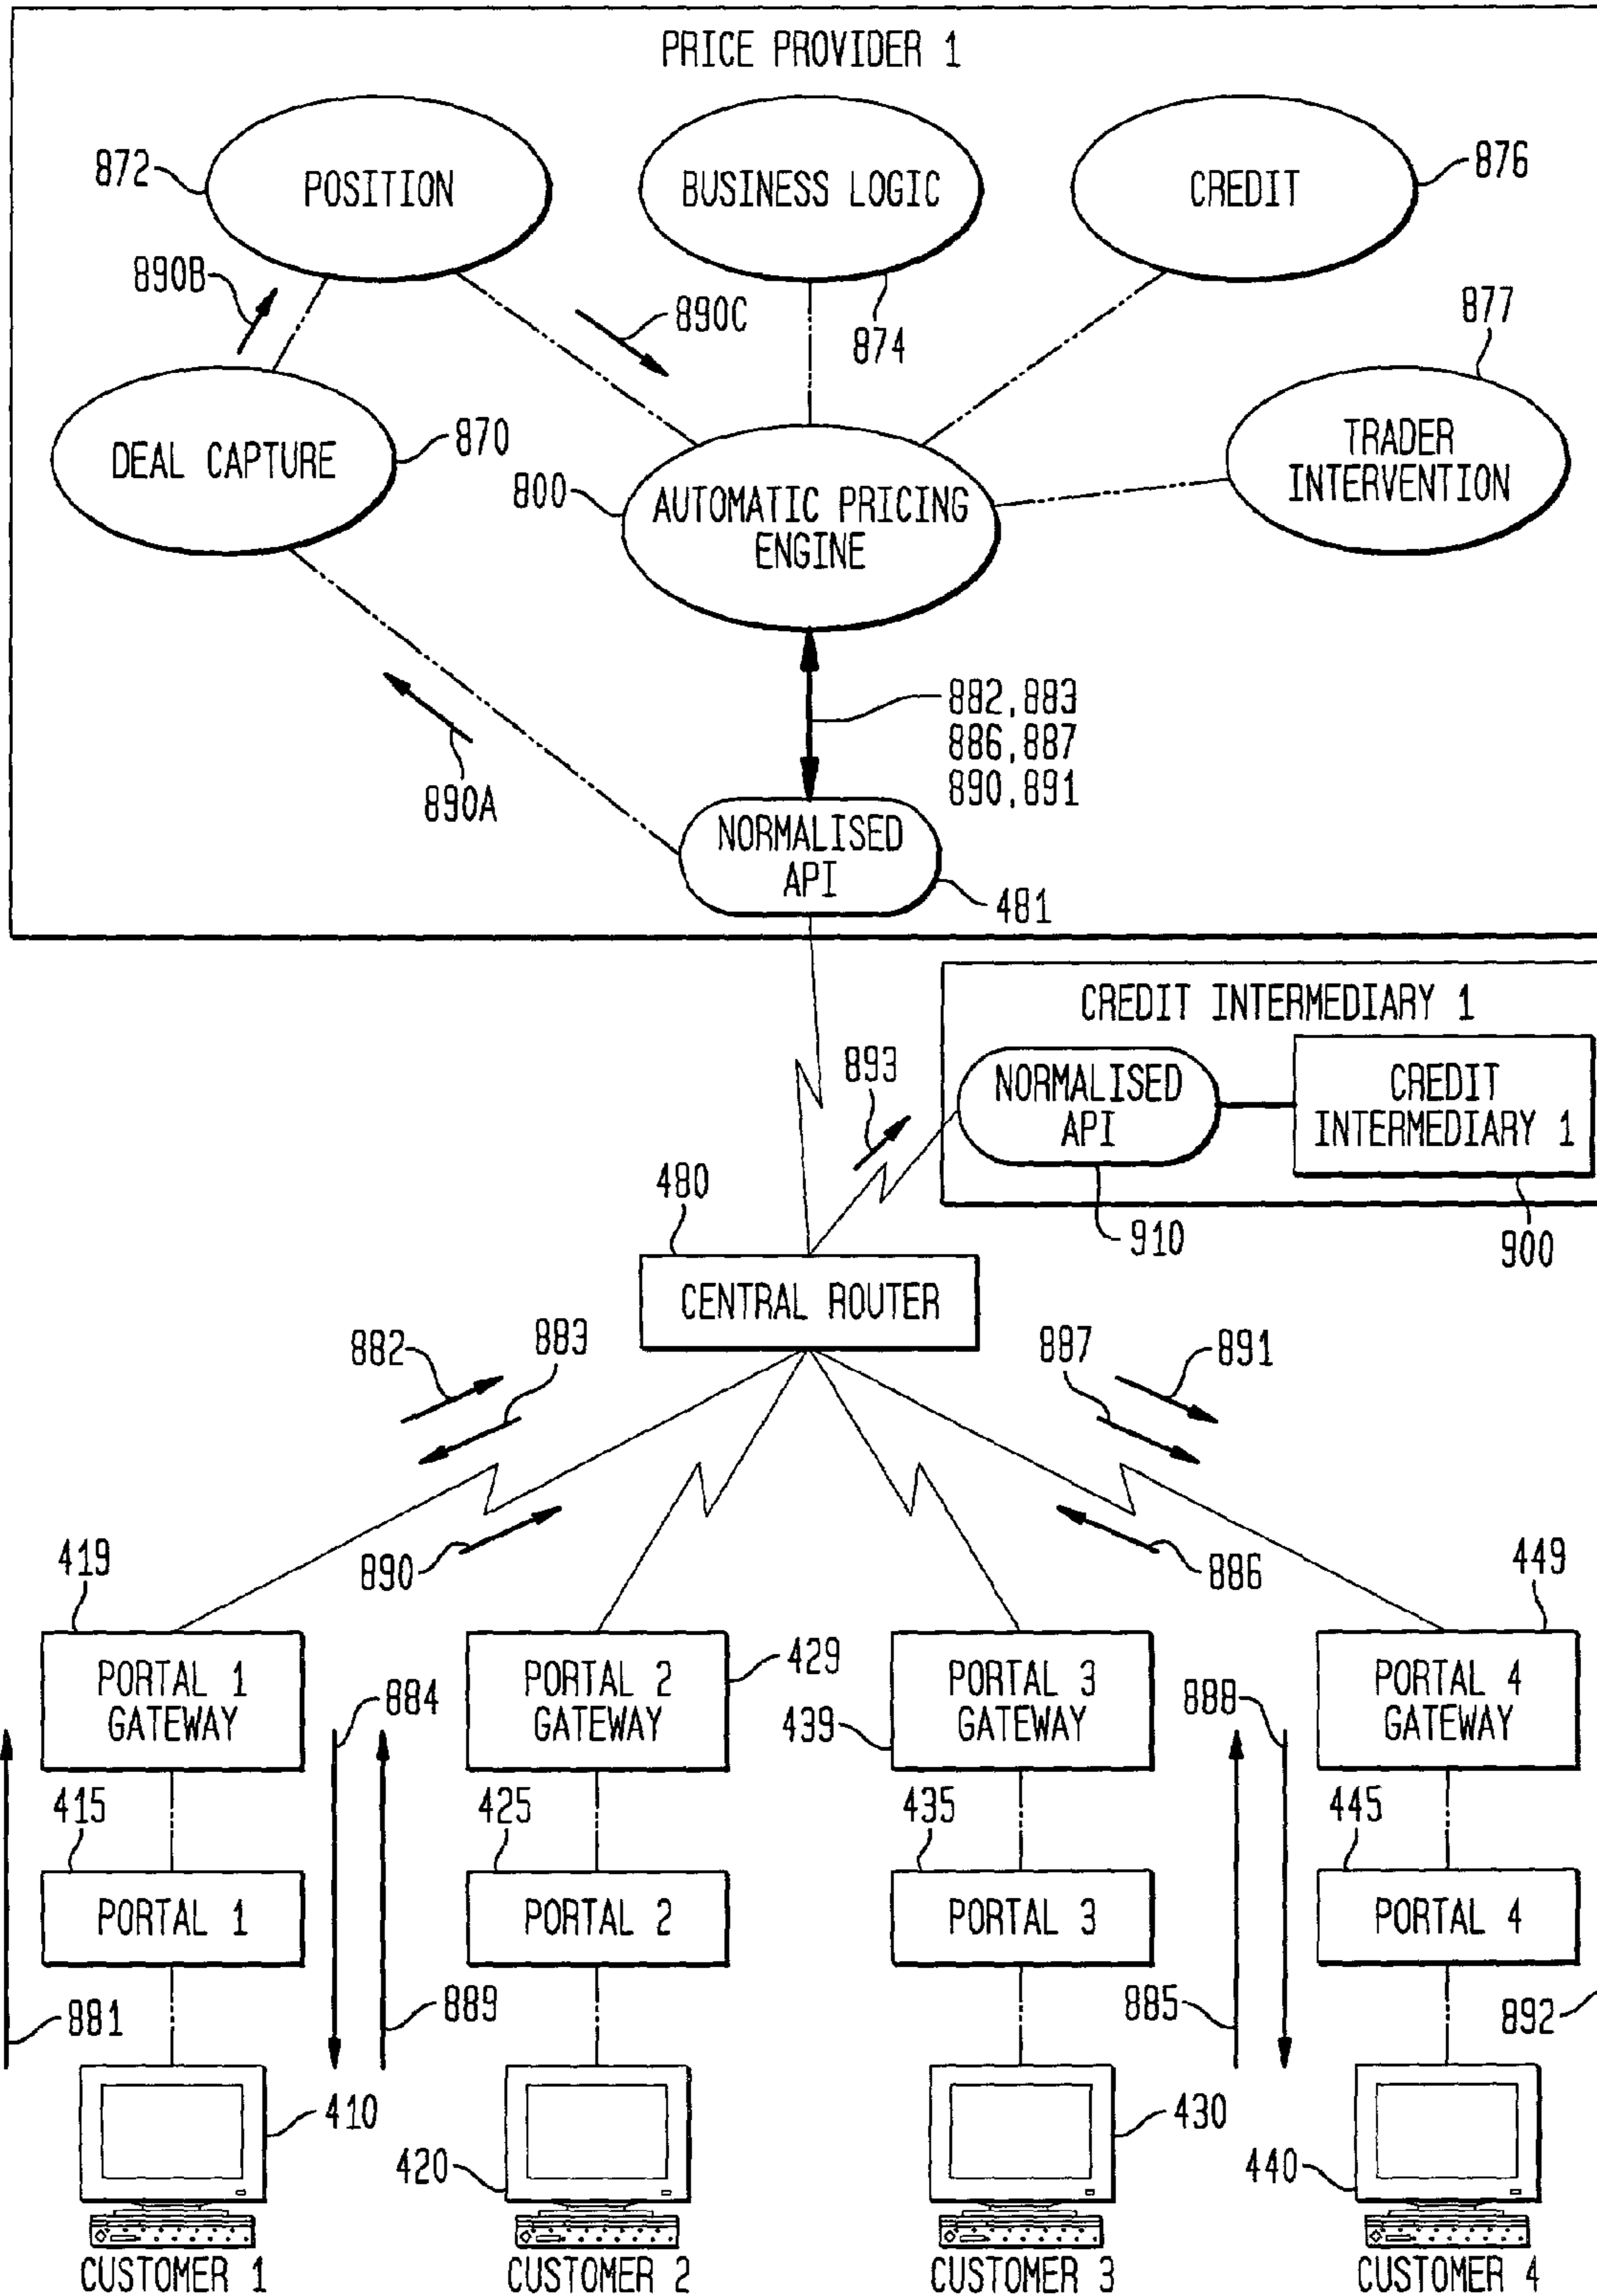 PRICE PROVIDER 1
872
POSITION
BUSINESS LOGIC
CREDIT
876
890B
890C
874
877
DEAL CAPTURE
870
800
AUTOMATIC PRICING
ENGINE
TRADER
INTERVENTION
882,883
886,887
890,891
890A
NORMALISED
API
481
CREDIT INTERMEDIARY 1
893
NORMALISED
API
CREDIT
INTERMEDIARY 1
910
900
480
CENTRAL ROUTER
882
883
887
891
890
886
419
449
PORTAL 1
GATEWAY
884
PORTAL 2
GATEWAY
429
439
PORTAL 3
GATEWAY
888
PORTAL 4
GATEWAY
415
425
435
445
PORTAL 1
PORTAL 2
PORTAL 3
PORTAL 4
881
889
885
892
410
420
430
440
CUSTOMER 1
CUSTOMER 2
CUSTOMER 3
CUSTOMER 4